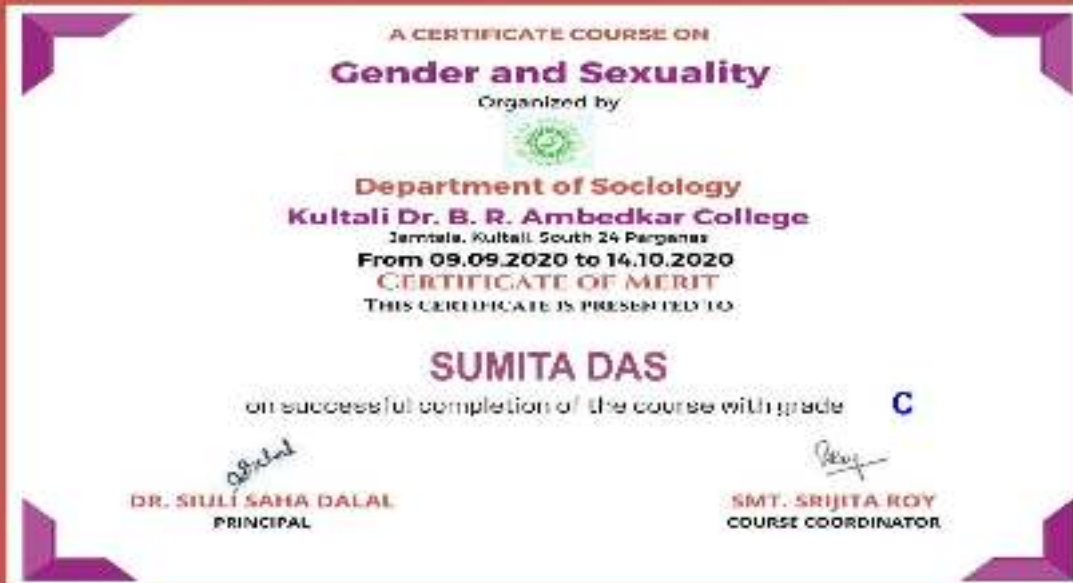 A CERTIFICATE COURSE ON
Gender and Sexuality
Organized by
Department of Sociology
Kultali Dr. B. R. Ambedkar College
Jamtala, Kultali, South 24 Parganas
From 09.09.2020 to 14.10.2020
CERTIFICATE OF MERIT
THIS CERTIFICATE IS PRESENTED TO
SUMITA DAS
on successful completion of the course with grade C
DR. SIULI SAHA DALAL
PRINCIPAL
SMT. SRIJITA ROY
COURSE COORDINATOR